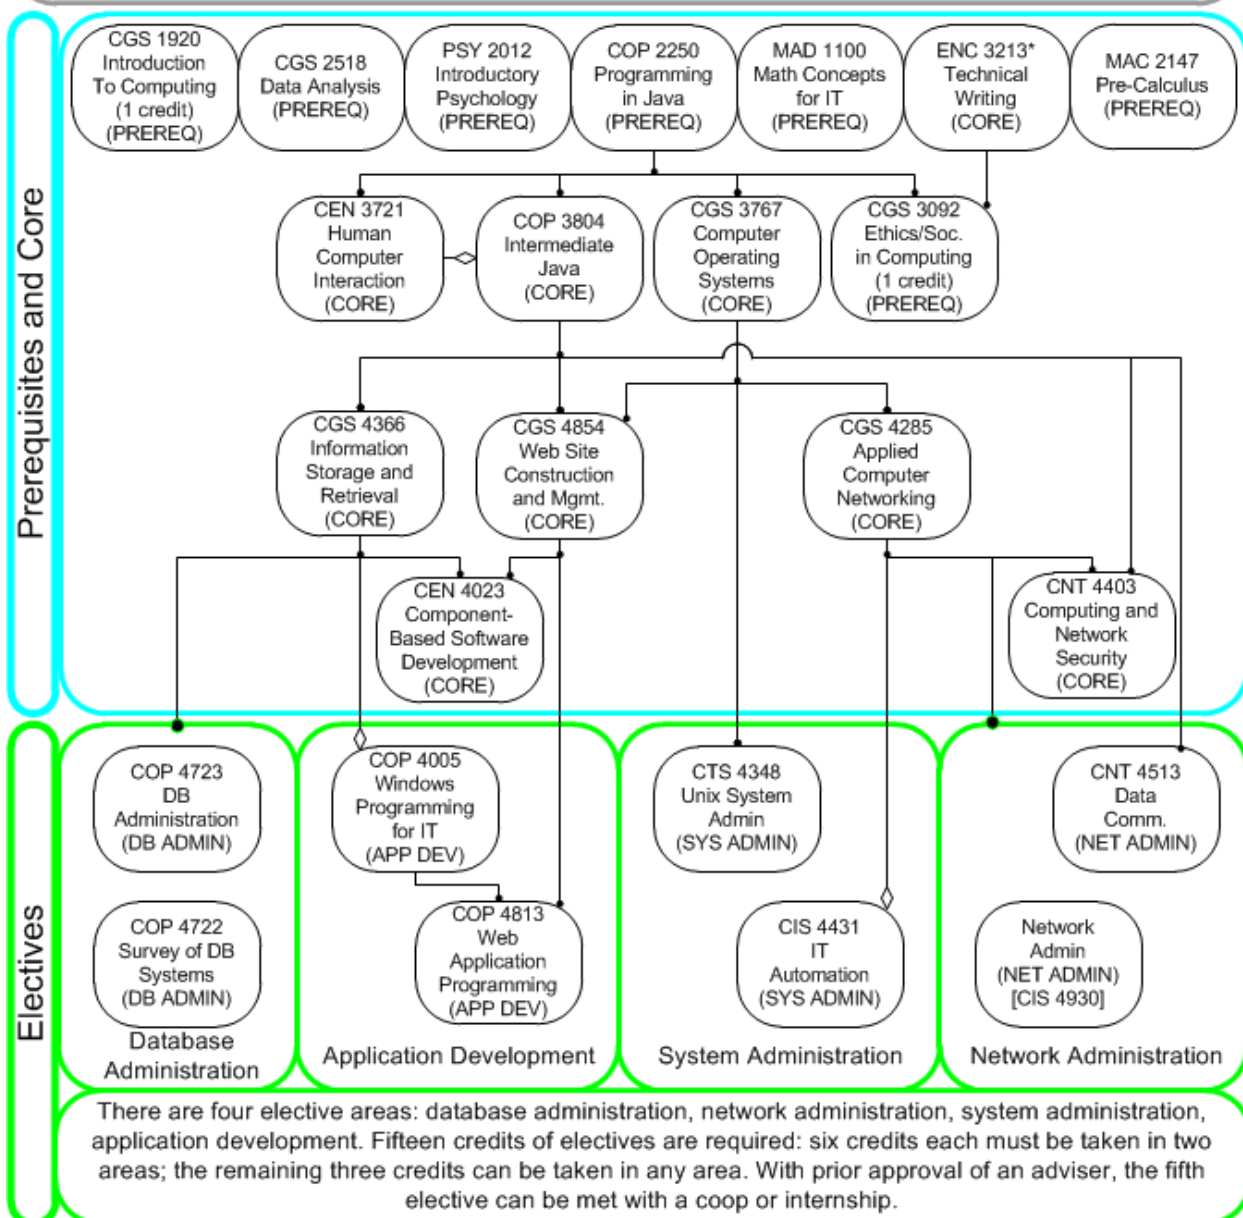 Prerequisites and Core
CGS 1920
Introduction
To Computing
(1 credit)
(PREREQ)
CGS 2518
Data Analysis
(PREREQ)
PSY 2012
Introductory
Psychology
(PREREQ)
COP 2250
Programming
in Java
(PREREQ)
MAD 1100
Math Concepts
for IT
(PREREQ)
ENC 3213*
Technical
Writing
(CORE)
MAC 2147
Pre-Calculus
(PREREQ)
CEN 3721
Human
Computer
Interaction
(CORE)
COP 3804
Intermediate
Java
(CORE)
CGS 3767
Computer
Operating
Systems
(CORE)
CGS 3092
Ethics/Soc.
in Computing
(1 credit)
(PREREQ)
CGS 4366
Information
Storage and
Retrieval
(CORE)
CGS 4854
Web Site
Construction
and Mgmt.
(CORE)
CGS 4285
Applied
Computer
Networking
(CORE)
CEN 4023
Component-
Based Software
Development
(CORE)
CNT 4403
Computing and
Network
Security
(CORE)
Electives
COP 4723
DB
Administration
(DB ADMIN)
COP 4722
Survey of DB
Systems
(DB ADMIN)
Database
Administration
COP 4005
Windows
Programming
for IT
(APP DEV)
COP 4813
Web
Application
Programming
(APP DEV)
Application Development
CTS 4348
Unix System
Admin
(SYS ADMIN)
CIS 4431
IT
Automation
(SYS ADMIN)
System Administration
CNT 4513
Data
Comm.
(NET ADMIN)
Network
Admin
(NET ADMIN)
[CIS 4930]
Network Administration
There are four elective areas: database administration, network administration, system administration,
application development. Fifteen credits of electives are required: six credits each must be taken in two
areas; the remaining three credits can be taken in any area. With prior approval of an adviser, the fifth
elective can be met with a coop or internship.